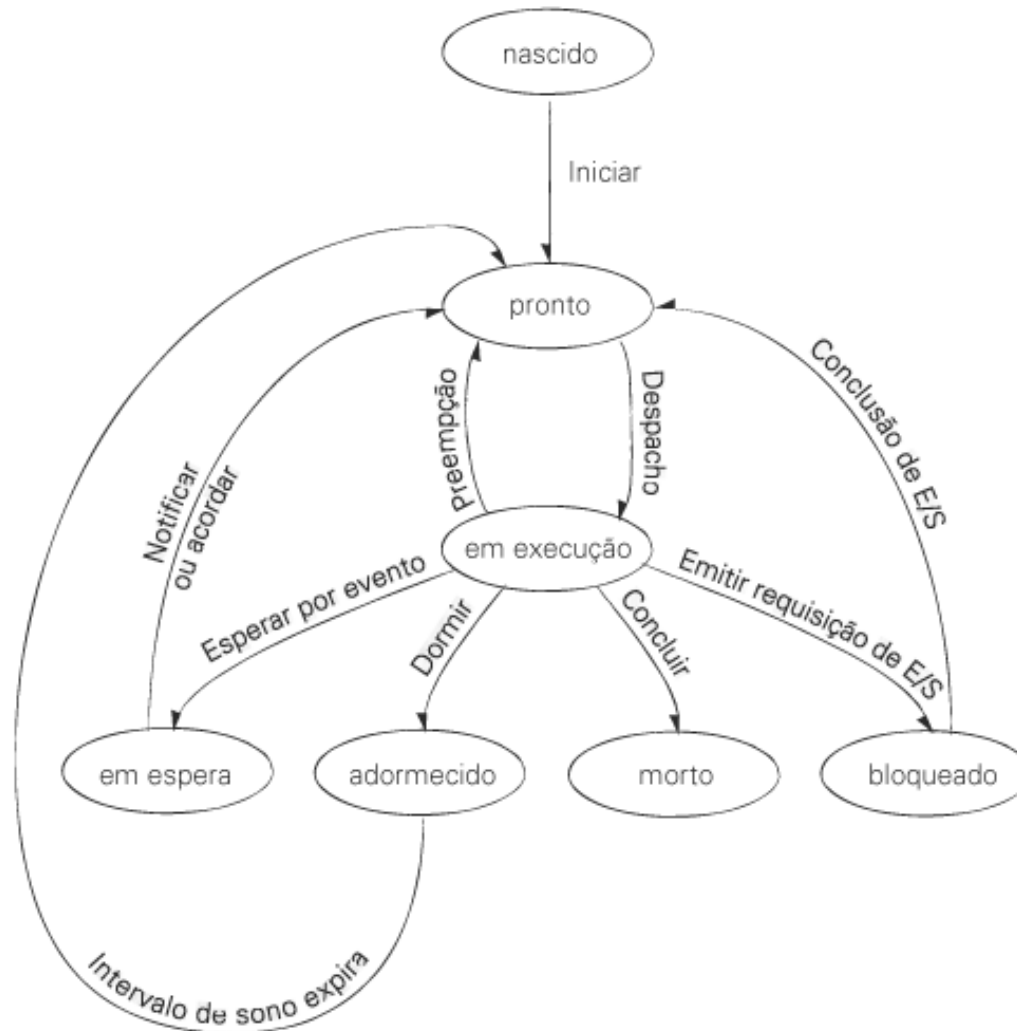 nascido
Iniciar
pronto
Preempção
Despacho
Conclusão de E/S
Notificar
ou acordar
em execução
Esperar por evento
Dormir
Concluir
Emitir requisição de E/S
em espera
adormecido
morto
bloqueado
Intervalo de sono expira